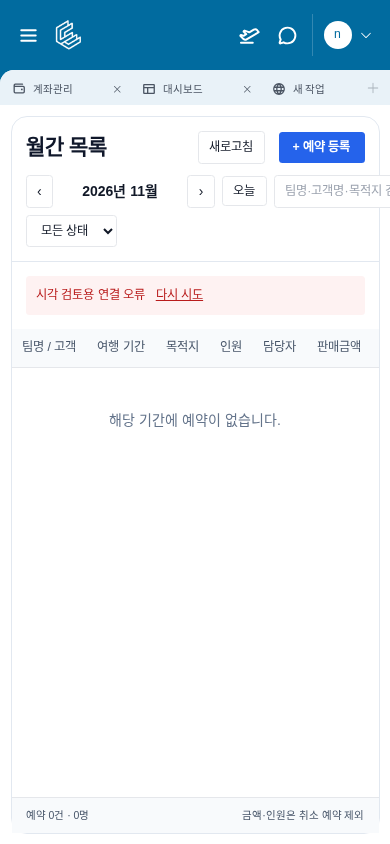 n
계좌관리 × 대시보드 × 새 작업 +
월간 목록 새로고침 + 예약 등록
‹ 2026년 11월 › 오늘 팀명·고객명·목적지
모든 상태
시각 검토용 연결 오류 다시 시도
팀명 / 고객 여행 기간 목적지 인원 담당자 판매금액
해당 기간에 예약이 없습니다.
예약 0건 · 0명 금액·인원은 취소 예약 제외